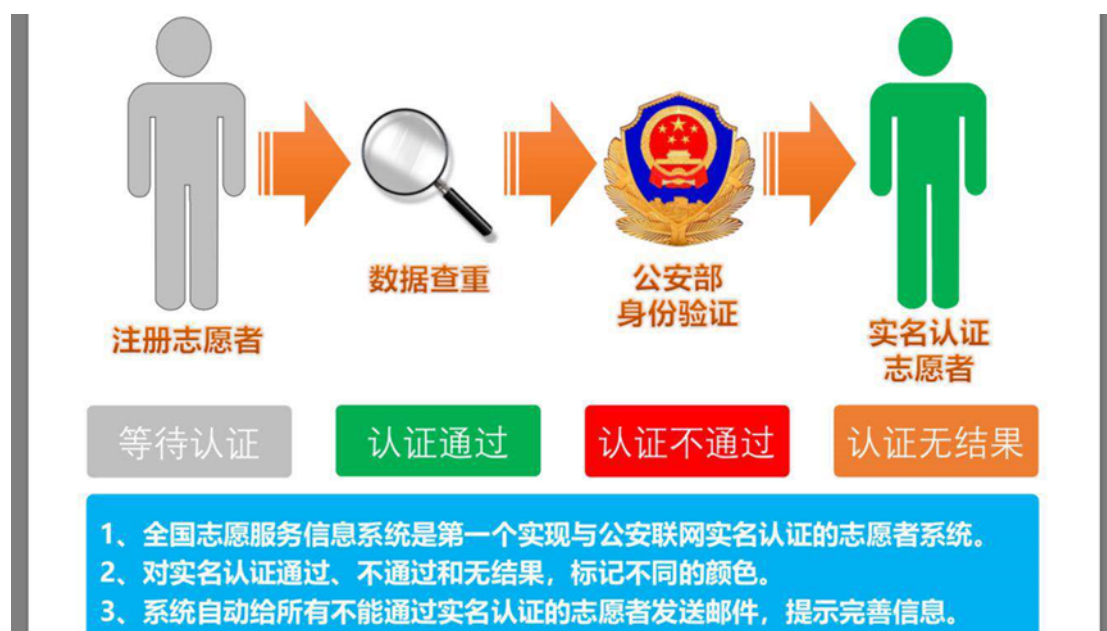 数据查重
公安部
身份验证
注册志愿者
实名认证
志愿者
等待认证
认证通过
认证不通过
认证无结果
1、全国志愿服务信息系统是第一个实现与公安联网实名认证的志愿者系统。
2、对实名认证通过、不通过和无结果，标记不同的颜色。
3、系统自动给所有不能通过实名认证的志愿者发送邮件，提示完善信息。